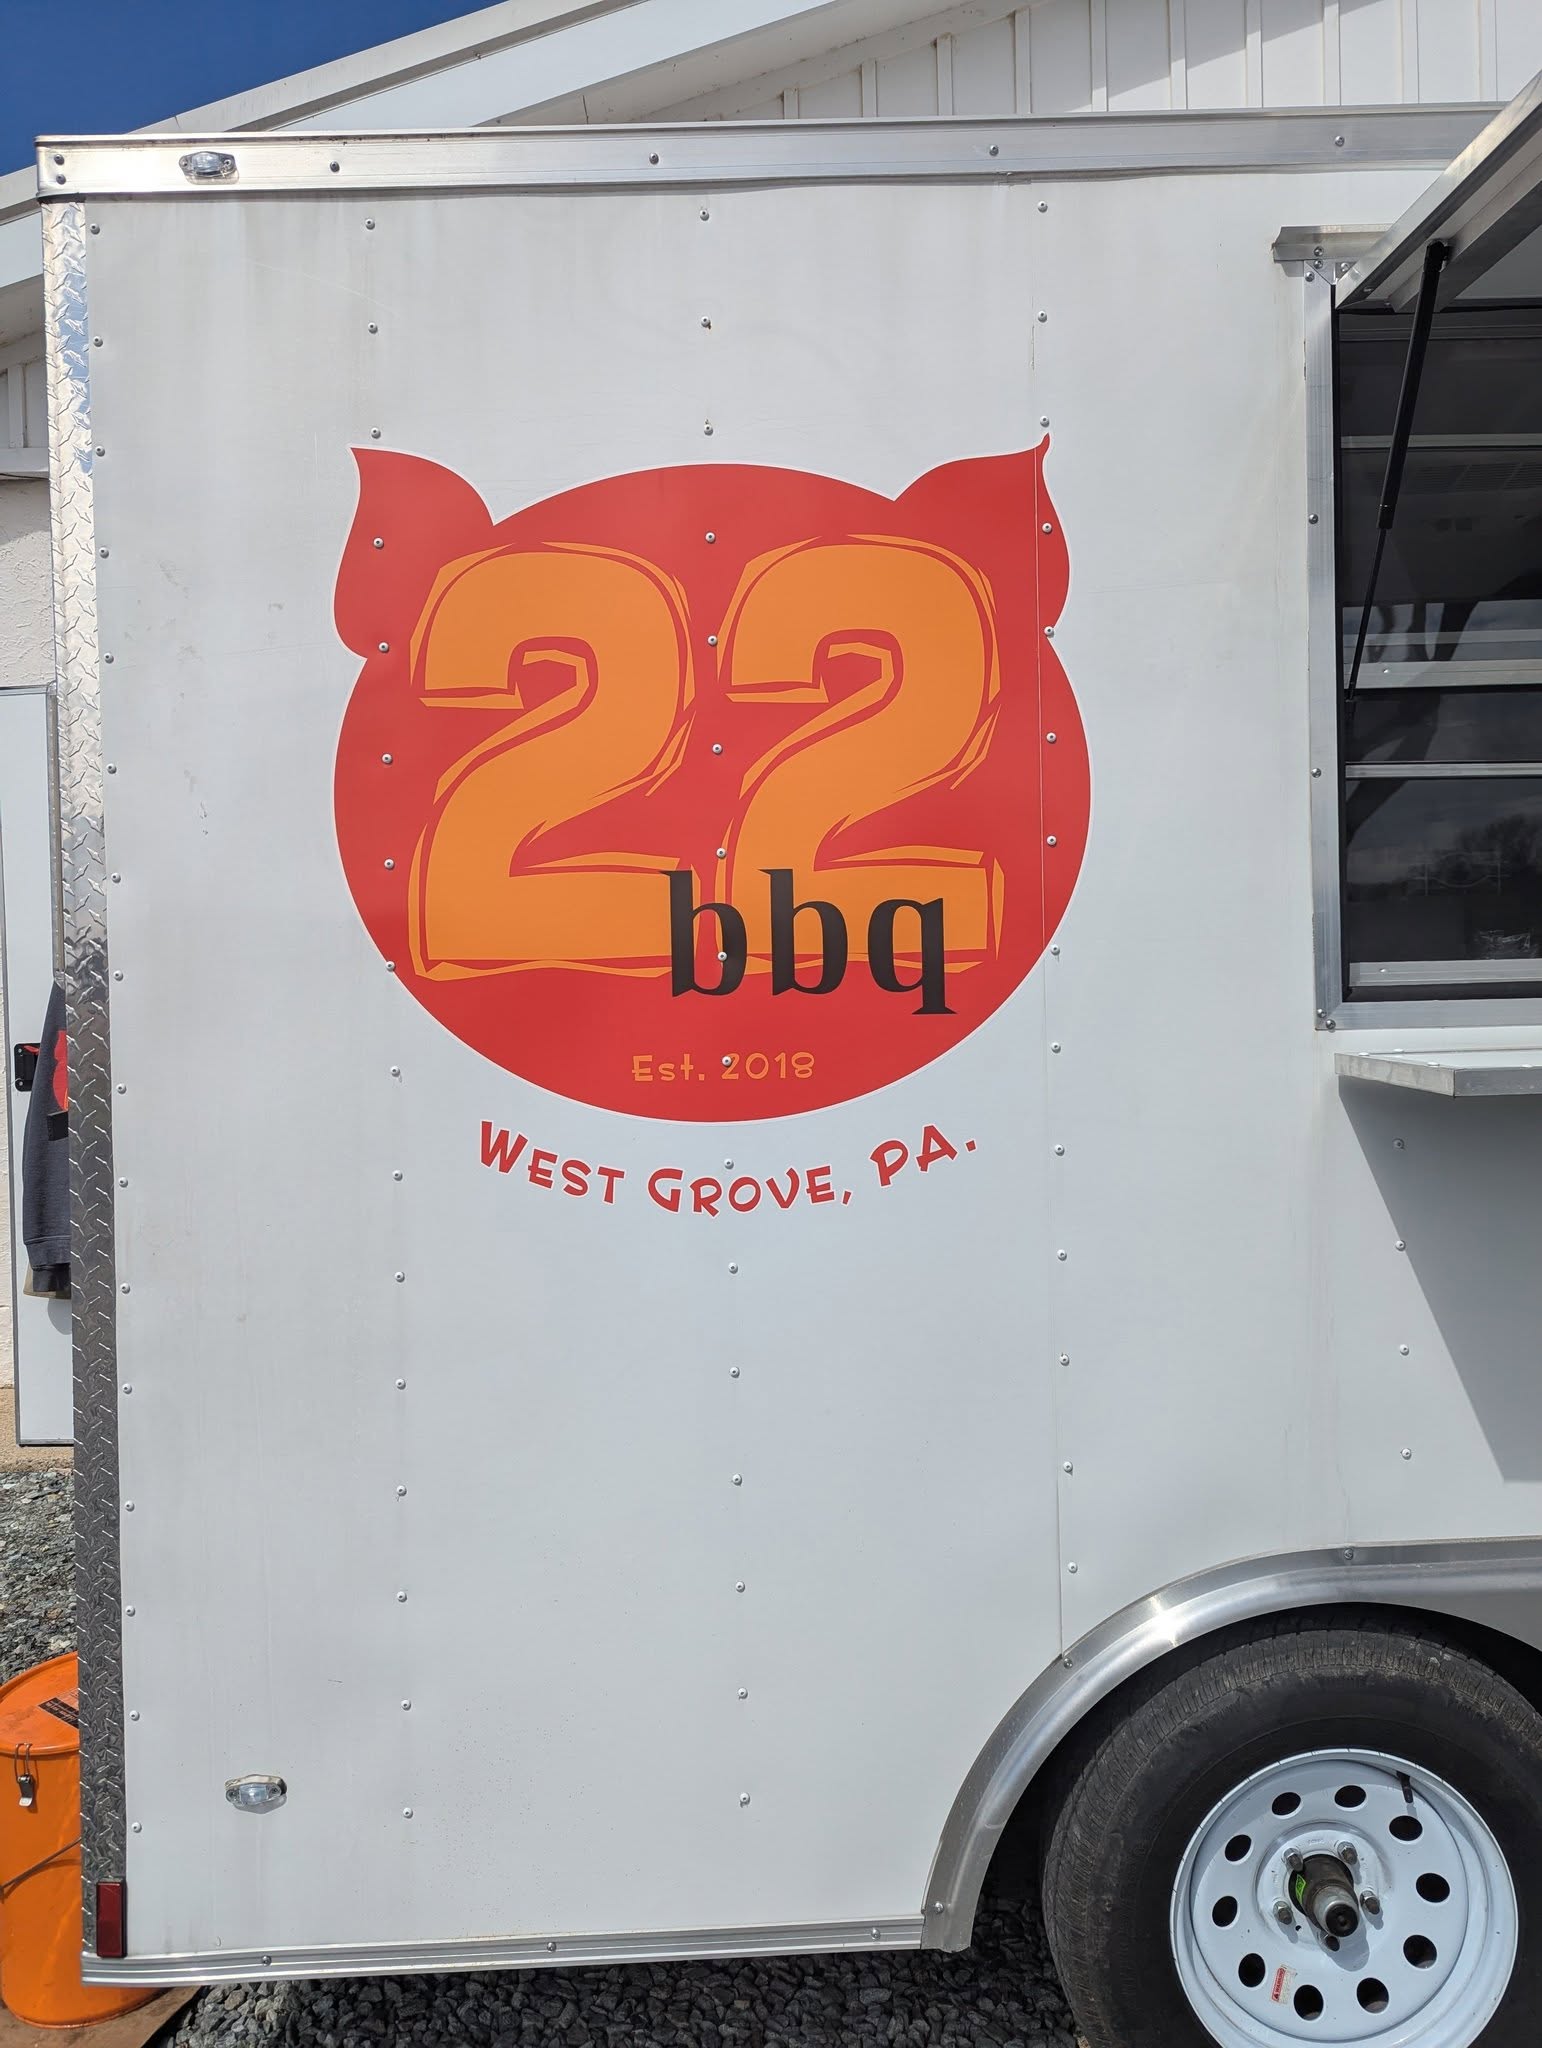 22
bbq
Est. 2018
WEST GROVE, PA.